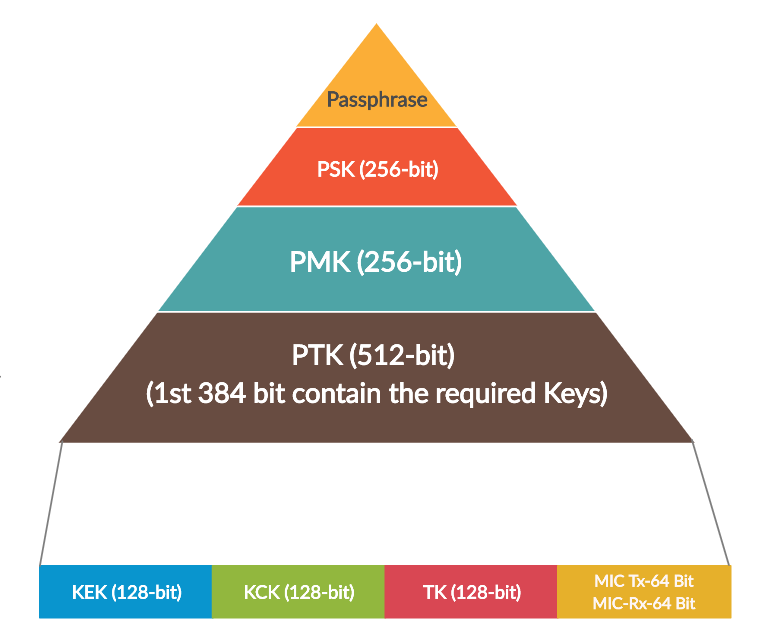 Passphrase
PSK (256-bit)
PMK (256-bit)
PTK (512-bit)
(1st 384 bit contain the required Keys)
KEK (128-bit)
KCK (128-bit)
TK (128-bit)
MIC Tx-64 Bit
MIC-Rx-64 Bit